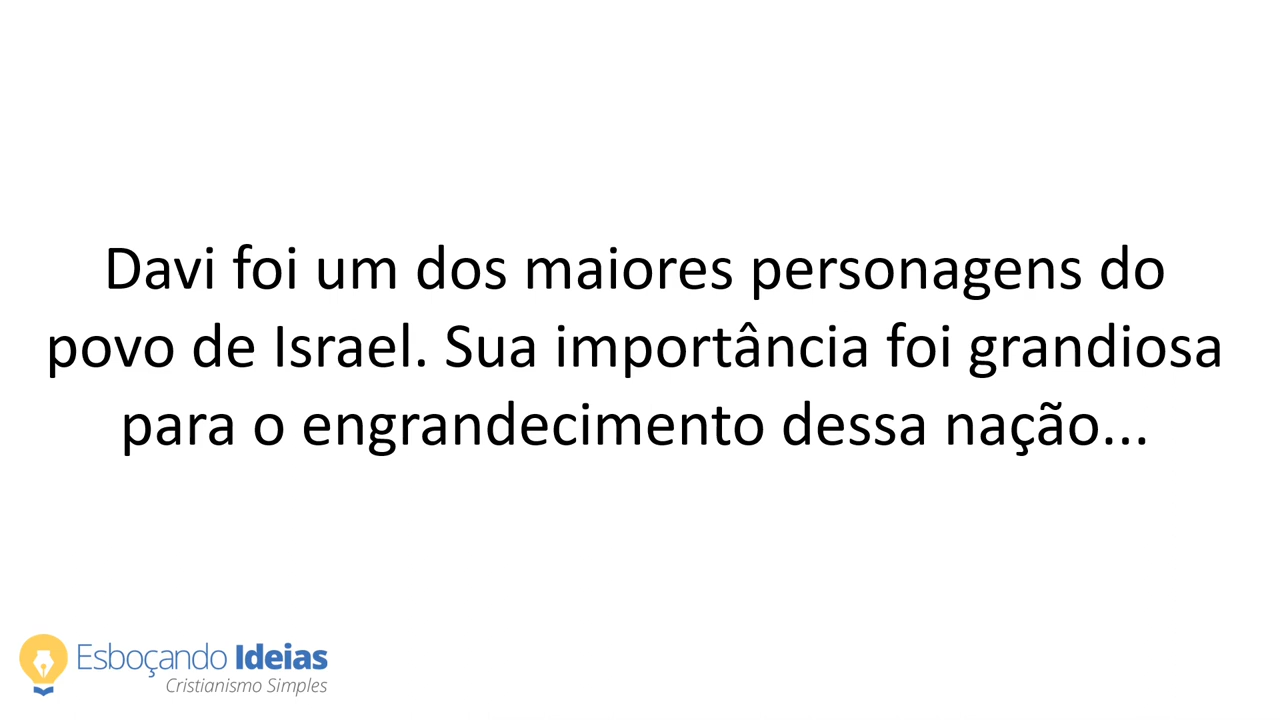 Davi foi um dos maiores personagens do
povo de Israel. Sua importância foi grandiosa
para o engrandecimento dessa nação...
Esboçando Ideias
Cristianismo Simples